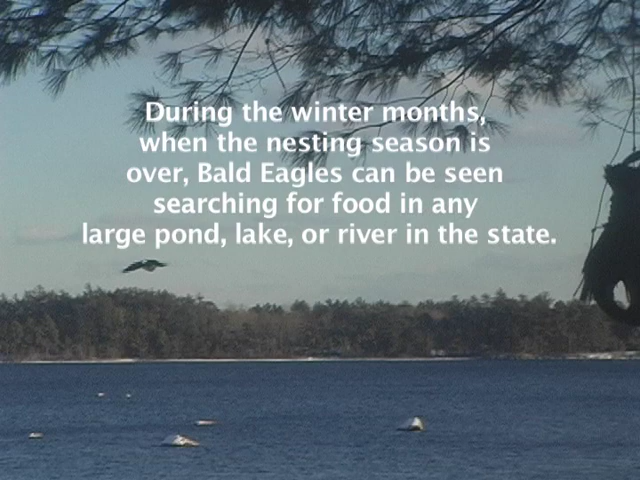 During the winter months,
when the nesting season is
over, Bald Eagles can be seen
searching for food in any
large pond, lake, or river in the state.